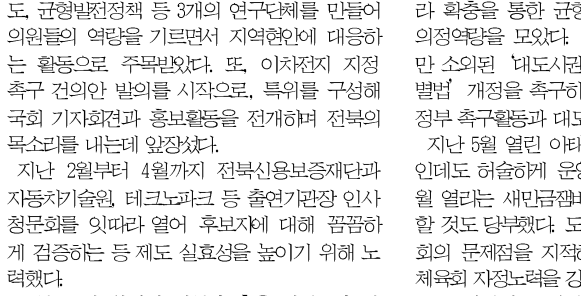 도, 균형발전정책 등 3개의 연구단체를 만들어
의원들의 역량을 기르면서 지역현안에 대응하
는 활동으로 주목받았다. 또, 이차전지 지정
촉구 건의안 발의를 시작으로, 특위를 구성해
국회 기자회견과 홍보활동을 전개하며 전북의
목소리를 내는데 앞장섰다.
지난 2월부터 4월까지 전북신용보증재단과
자동차기술원, 테크노파크 등 출연기관장 인사
청문회를 잇따라 열어 후보자에 대해 꼼꼼하
게 검증하는 등 제도 실효성을 높이기 위해 노
력했다.
라 확충을 통한 균형
의정역량을 모았다.
만 소외된 '대도시권
별법' 개정을 촉구하
정부 촉구활동과 대도
지난 5월 열린 아태
인데도 허술하게 운영
월 열리는 새만금잼버
할 것도 당부했다. 도
회의 문제점을 지적하
체육회 자정노력을 강